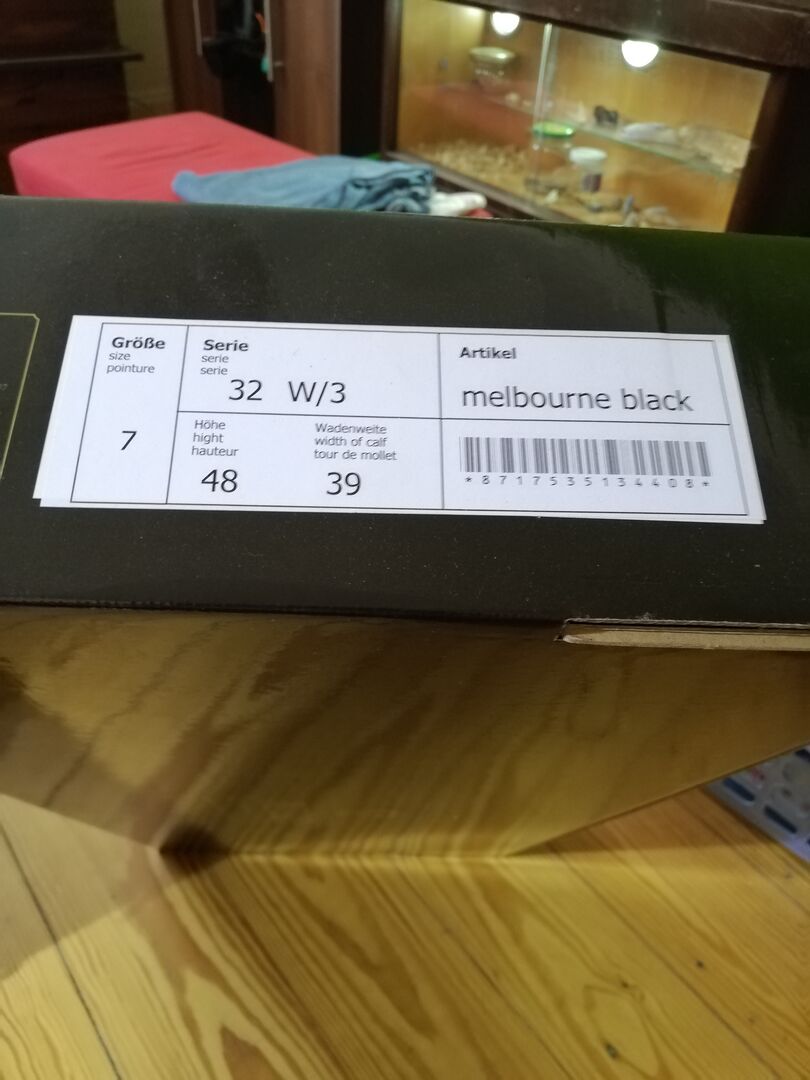 Größe
size
pointure
7
Serie
serie
serie
32 W/3
Höhe
hight
hauteur
48
Wadenweite
width of calf
tour de mollet
39
Artikel
melbourne black
*8717535134408*